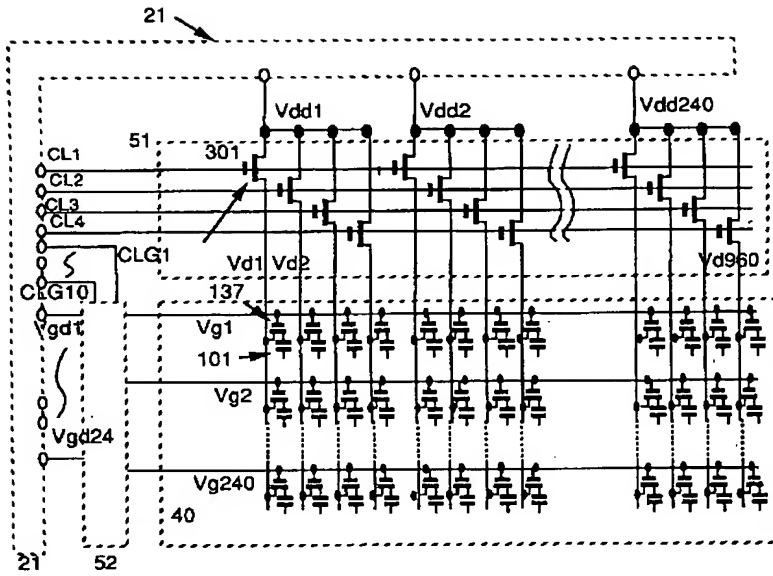 21
Vdd1
Vdd2
Vdd240
51
CL1
301
CL2
CL3
CL4
CLG1
Vd1 Vd2
Vd960
CLG10
137
Vgd1
Vg1
101
Vg2
Vgd24
Vg240
40
21
52